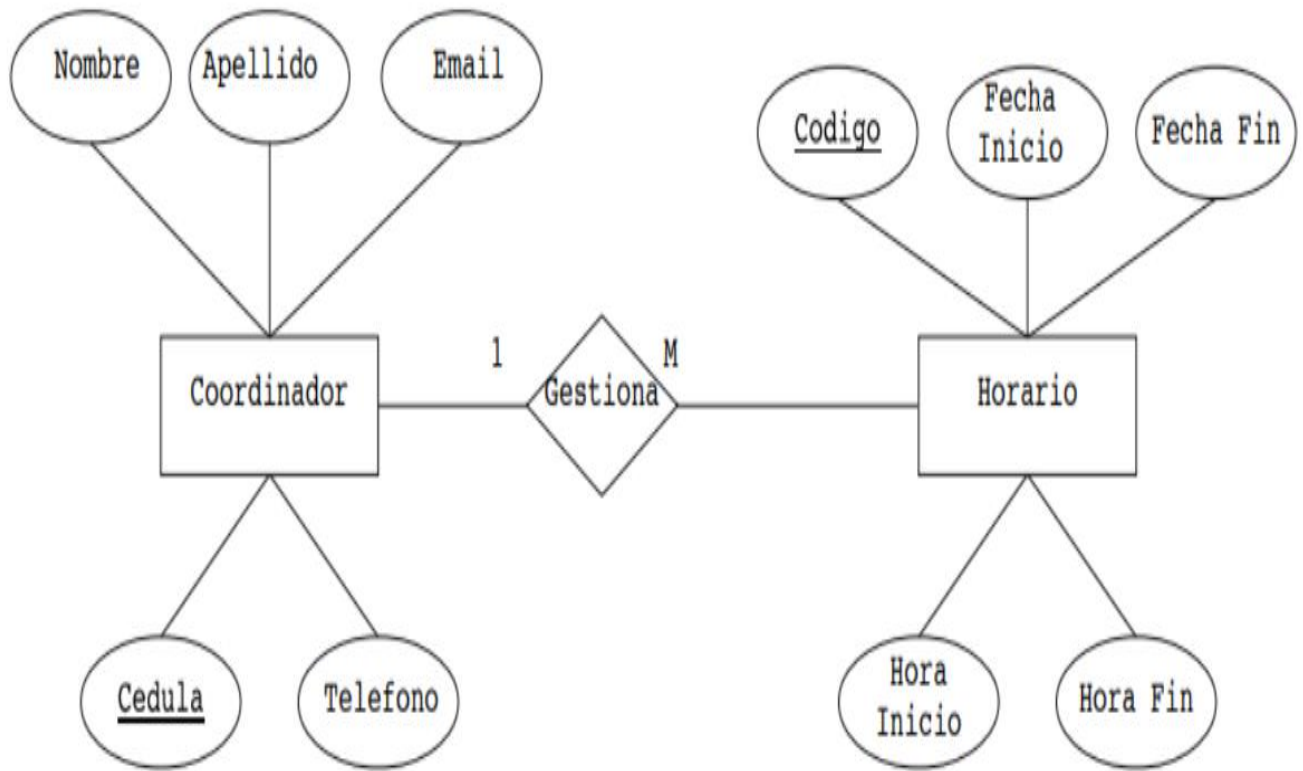 Nombre
Apellido
Email
Codigo
Fecha
Inicio
Fecha Fin
1
M
Coordinador
Gestiona
Horario
Cedula
Telefono
Hora
Inicio
Hora Fin